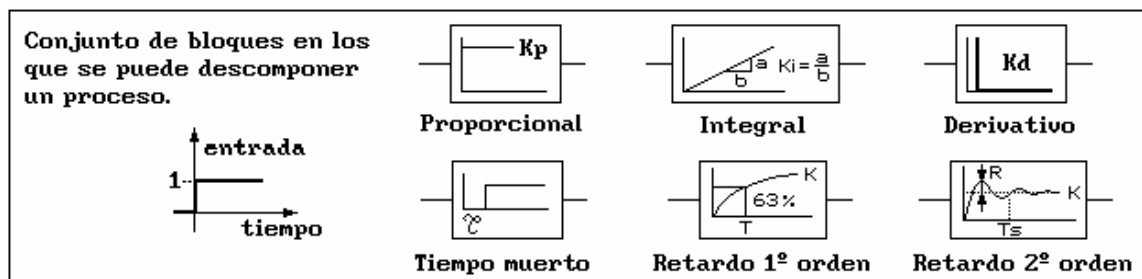 Conjunto de bloques en los
que se puede descomponer
un proceso.
entrada
1
tiempo
Kp
Proporcional
a
b
Ki = a/b
Integral
Kd
Derivativo
τ
Tiempo muerto
K
63%
T
Retardo 1º orden
R
K
Ts
Retardo 2º orden